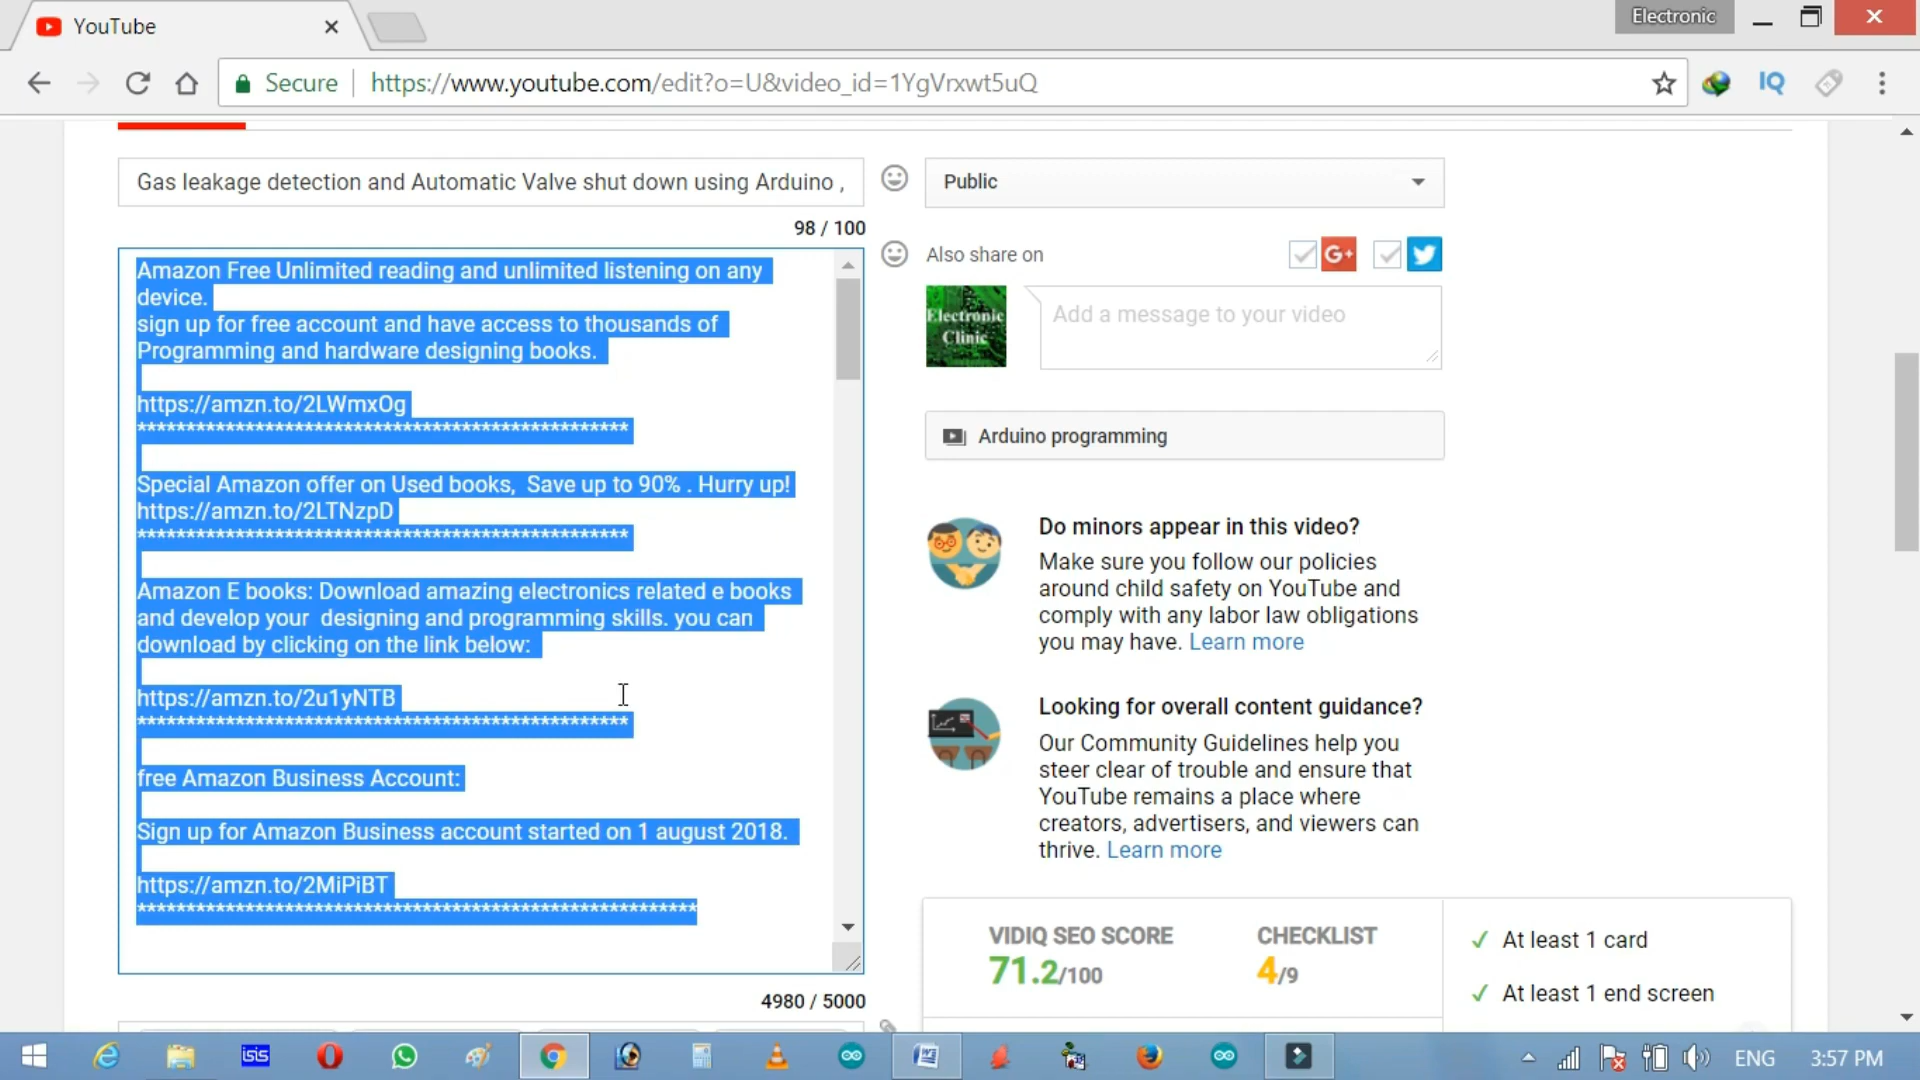 YouTube
Electronic
Secure
https://www.youtube.com/edit?o=U&video_id=1YgVrxwt5uQ
IQ
Gas leakage detection and Automatic Valve shut down using Arduino ,
Public
98 / 100
Also share on
G+
Electronic
Clinic
Add a message to your video
Amazon Free Unlimited reading and unlimited listening on any
device.
sign up for free account and have access to thousands of
Programming and hardware designing books.
https://amzn.to/2LWmxOg
**************************************************
Special Amazon offer on Used books,  Save up to 90% . Hurry up!
https://amzn.to/2LTNzpD
**************************************************
Amazon E books: Download amazing electronics related e books
and develop your  designing and programming skills. you can
download by clicking on the link below:
https://amzn.to/2u1yNTB
**************************************************
free Amazon Business Account:
Sign up for Amazon Business account started on 1 august 2018.
https://amzn.to/2MiPiBT
*********************************************************
4980 / 5000
Arduino programming
Do minors appear in this video?
Make sure you follow our policies
around child safety on YouTube and
comply with any labor law obligations
you may have. Learn more
Looking for overall content guidance?
Our Community Guidelines help you
steer clear of trouble and ensure that
YouTube remains a place where
creators, advertisers, and viewers can
thrive. Learn more
VIDIQ SEO SCORE
71.2/100
CHECKLIST
4/9
At least 1 card
At least 1 end screen
isis
ENG
3:57 PM